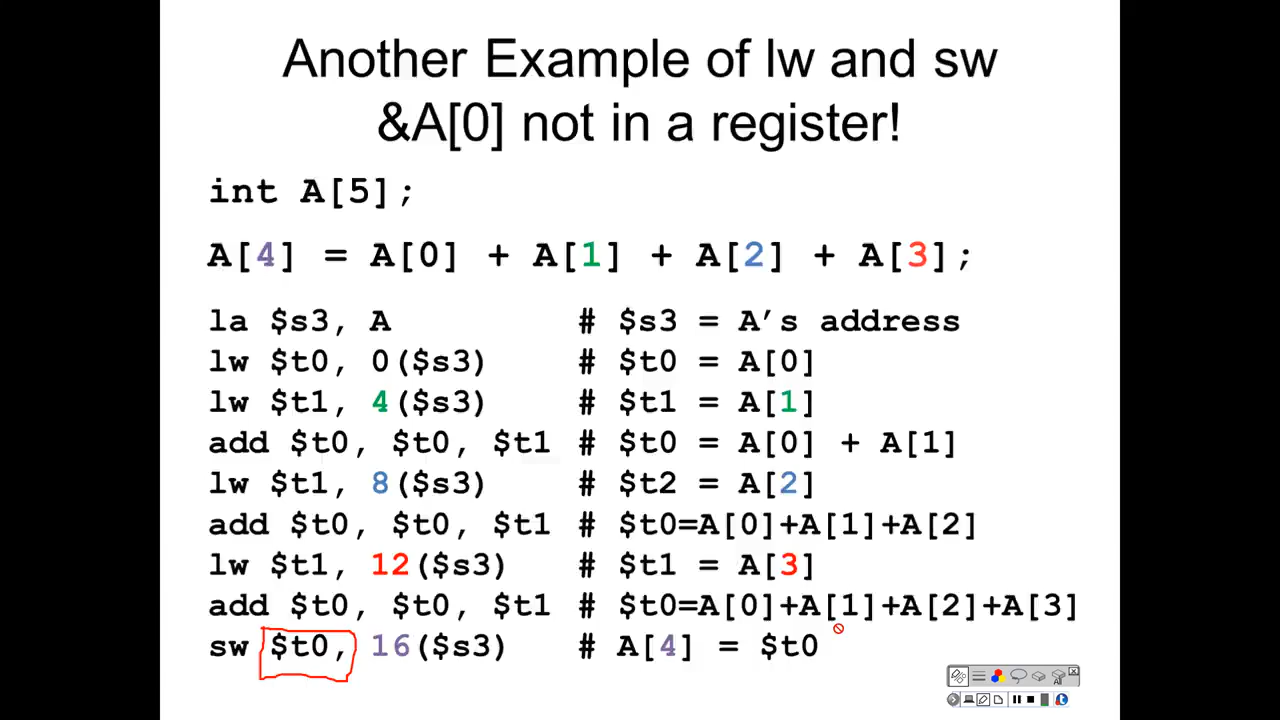 Another Example of lw and sw
&A[0] not in a register!
int A[5];
A[4] = A[0] + A[1] + A[2] + A[3];
la $s3, A # $s3 = A’s address
lw $t0, 0($s3) # $t0 = A[0]
lw $t1, 4($s3) # $t1 = A[1]
add $t0, $t0, $t1 # $t0 = A[0] + A[1]
lw $t1, 8($s3) # $t2 = A[2]
add $t0, $t0, $t1 # $t0=A[0]+A[1]+A[2]
lw $t1, 12($s3) # $t1 = A[3]
add $t0, $t0, $t1 # $t0=A[0]+A[1]+A[2]+A[3]
sw $t0, 16($s3) # A[4] = $t0